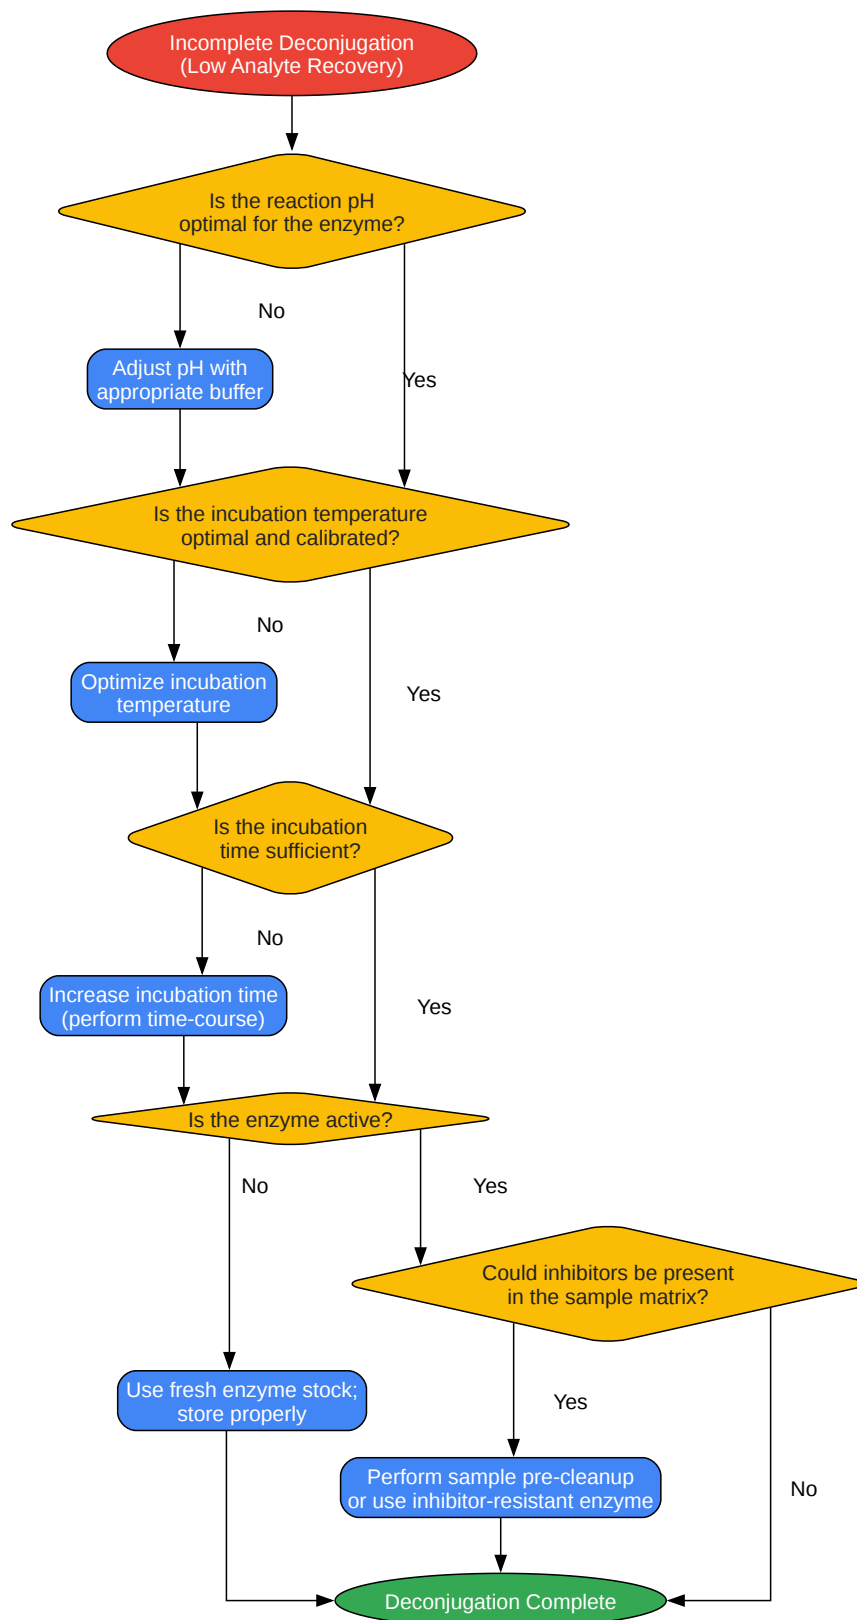 Incomplete Deconjugation
(Low Analyte Recovery)
Is the reaction pH
optimal for the enzyme?
No
Adjust pH with
appropriate buffer
Yes
Is the incubation temperature
optimal and calibrated?
No
Optimize incubation
temperature
Yes
Is the incubation
time sufficient?
No
Increase incubation time
(perform time-course)
Yes
Is the enzyme active?
No
Yes
Could inhibitors be present
in the sample matrix?
Use fresh enzyme stock;
store properly
Yes
Perform sample pre-cleanup
or use inhibitor-resistant enzyme
No
Deconjugation Complete